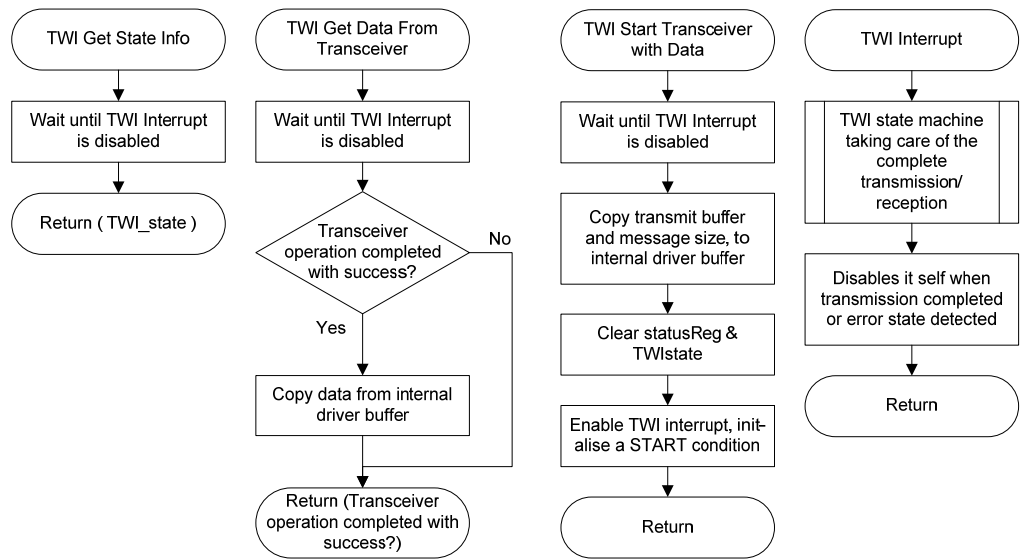 TWI Get State Info
Wait until TWI Interrupt
is disabled
Return ( TWI_state )
TWI Get Data From
Transceiver
Wait until TWI Interrupt
is disabled
Transceiver
operation completed
with success?
No
Yes
Copy data from internal
driver buffer
Return (Transceiver
operation completed with
success?)
TWI Start Transceiver
with Data
Wait until TWI Interrupt
is disabled
Copy transmit buffer
and message size, to
internal driver buffer
Clear statusReg &
TWIstate
Enable TWI interrupt, init-
alise a START condition
Return
TWI Interrupt
TWI state machine
taking care of the
complete
transmission/
reception
Disables it self when
transmission completed
or error state detected
Return